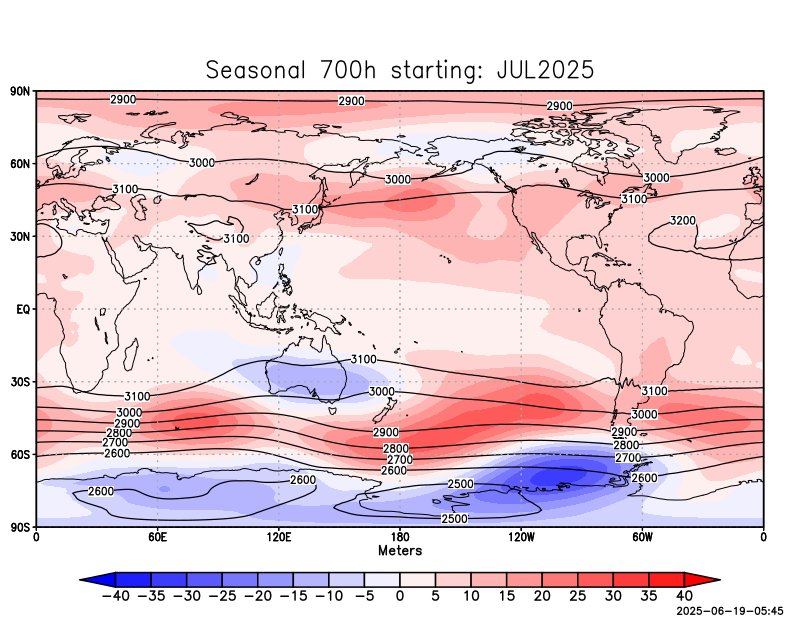 Seasonal 700h starting: JUL2025
90N
2900 2900 2900
60N 3000 3000 3000
3100 3100 3100
3200
30N 3100
EQ
3100
30S 3100 3000 3100
3000 3000
2900 2900 2900
2800 2800 2800
2700 2700 2700
60S 2600 2600 2600
2600 2600 2500
2500
90S
0 60E 120E 180 120W 60W 0
Meters
−40 −35 −30 −25 −20 −15 −10 −5 0 5 10 15 20 25 30 35 40
2025-06-19-05:45